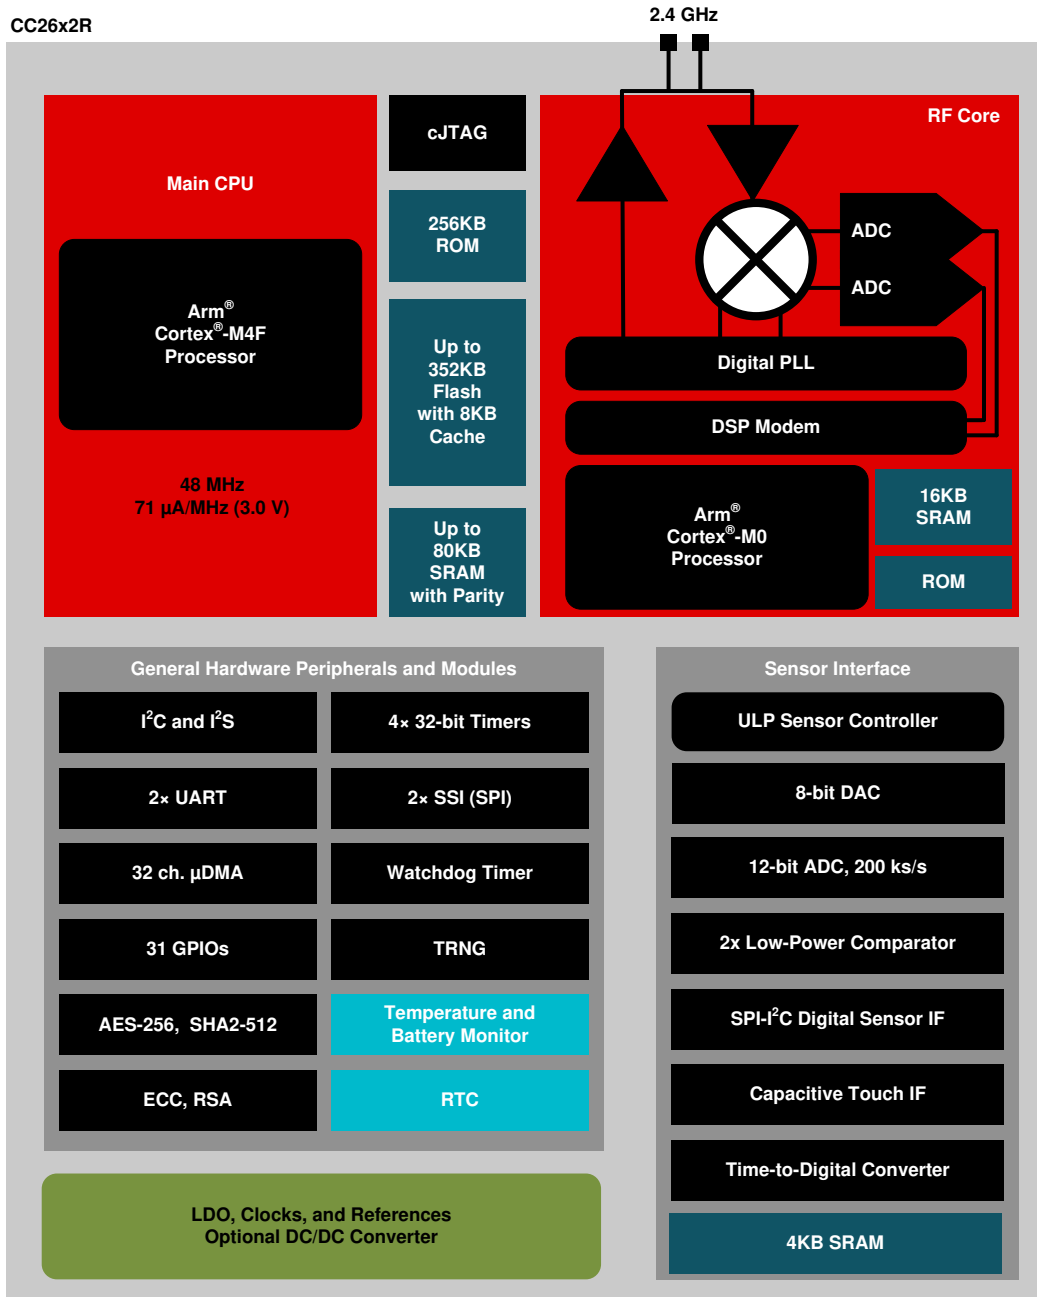 CC26x2R
2.4 GHz
Main CPU
Arm®
Cortex®-M4F
Processor
48 MHz
71 µA/MHz (3.0 V)
cJTAG
256KB
ROM
Up to
352KB
Flash
with 8KB
Cache
Up to
80KB
SRAM
with Parity
RF Core
ADC
ADC
Digital PLL
DSP Modem
Arm®
Cortex®-M0
Processor
16KB
SRAM
ROM
General Hardware Peripherals and Modules
I²C and I²S
4× 32-bit Timers
2× UART
2× SSI (SPI)
32 ch. µDMA
Watchdog Timer
31 GPIOs
TRNG
AES-256, SHA2-512
Temperature and
Battery Monitor
ECC, RSA
RTC
LDO, Clocks, and References
Optional DC/DC Converter
Sensor Interface
ULP Sensor Controller
8-bit DAC
12-bit ADC, 200 ks/s
2x Low-Power Comparator
SPI-I²C Digital Sensor IF
Capacitive Touch IF
Time-to-Digital Converter
4KB SRAM